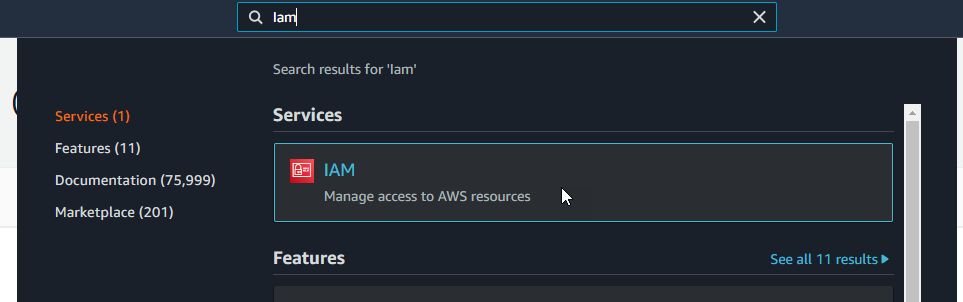 Iam
Search results for 'Iam'
Services (1)
Features (11)
Documentation (75,999)
Marketplace (201)
Services
IAM
Manage access to AWS resources
Features
See all 11 results